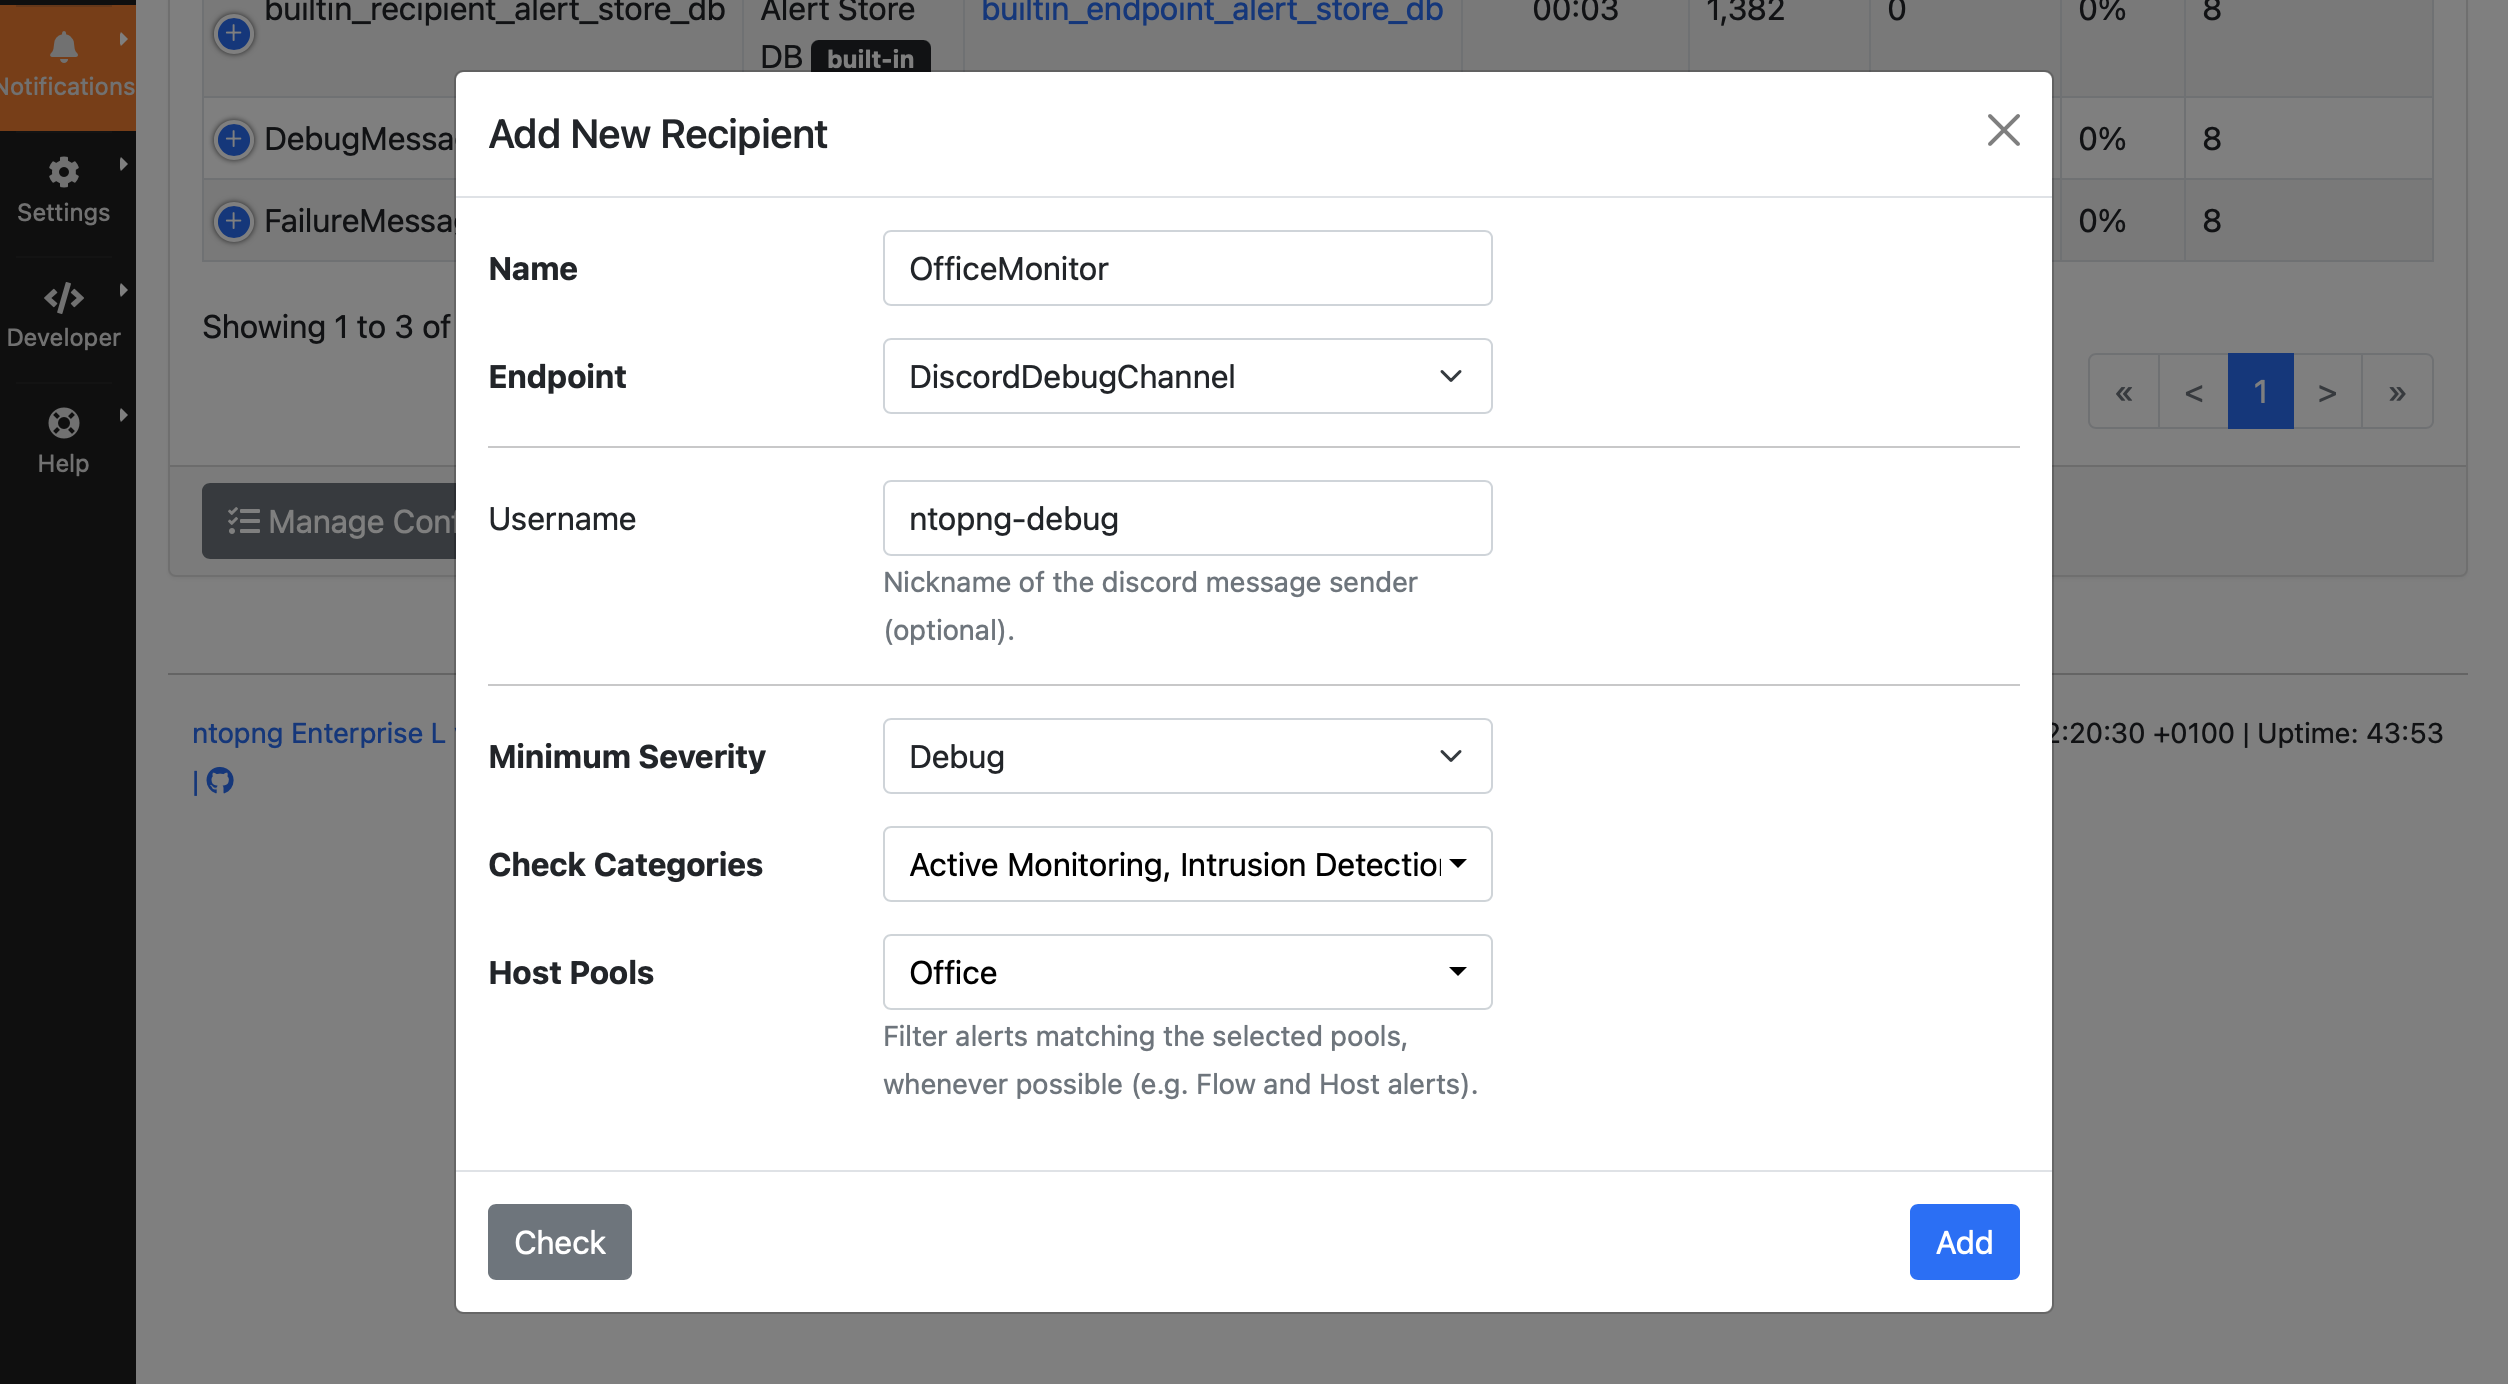 builtin_recipient_alert_store_db
Alert Store
DB built-in
builtin_endpoint_alert_store_db
00:03
1,382
0
0%
8
Notifications
Add New Recipient
DebugMessa
0%
8
Settings
FailureMessa
0%
8
Name
OfficeMonitor
Developer
Showing 1 to 3 of
Endpoint
DiscordDebugChannel
« < 1 > »
Help
Manage Conf
Username
ntopng-debug
Nickname of the discord message sender
(optional).
ntopng Enterprise L
2:20:30 +0100 | Uptime: 43:53
|
Minimum Severity
Debug
Check Categories
Active Monitoring, Intrusion Detection
Host Pools
Office
Filter alerts matching the selected pools,
whenever possible (e.g. Flow and Host alerts).
Check
Add